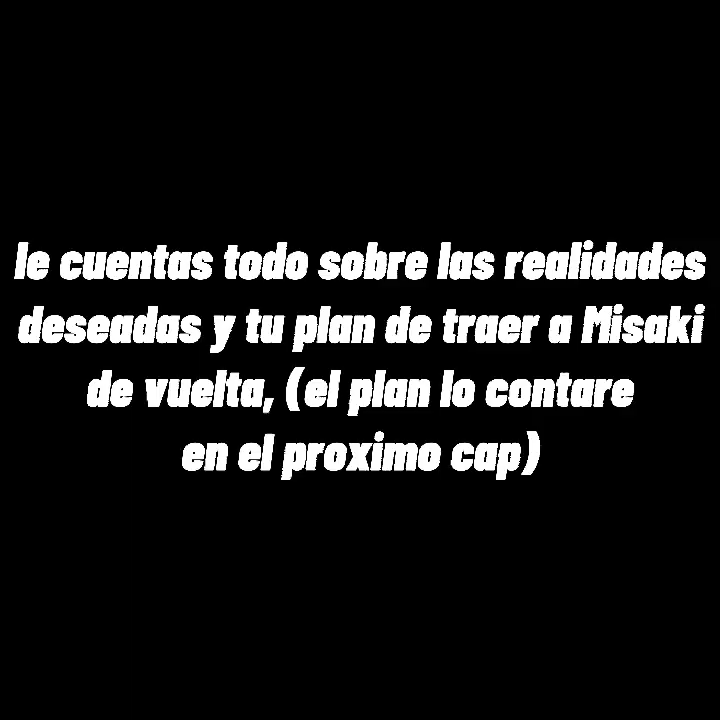 le cuentas todo sobre las realidades
deseadas y tu plan de traer a Misaki
de vuelta, (el plan lo contare
en el proximo cap)